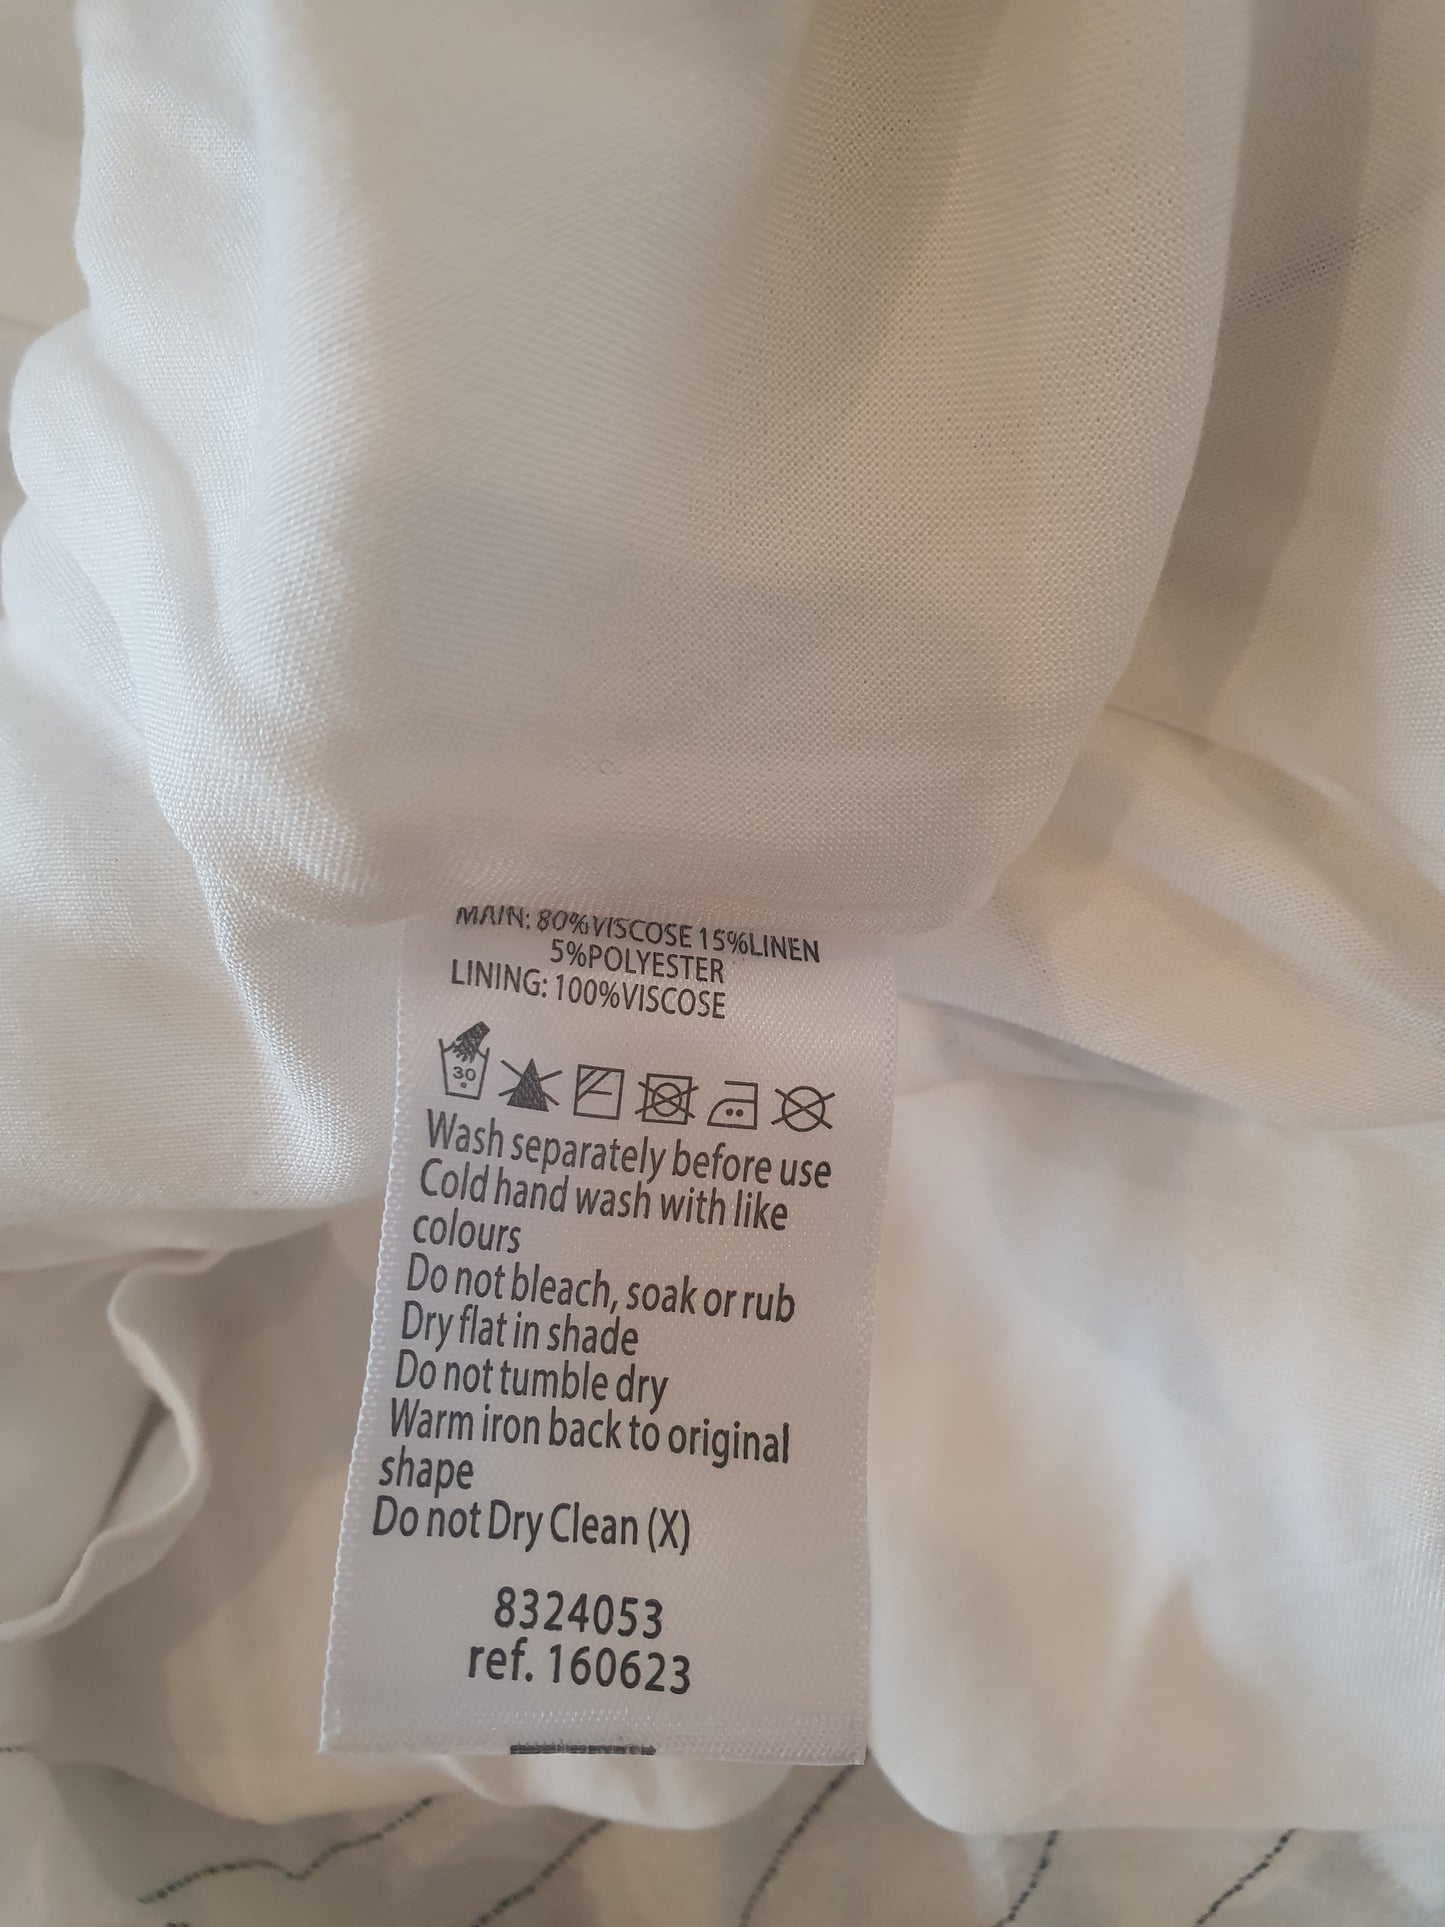 MAIN: 80%VISCOSE 15%LINEN
5%POLYESTER
LINING: 100%VISCOSE
30
Wash separately before use
Cold hand wash with like
colours
Do not bleach, soak or rub
Dry flat in shade
Do not tumble dry
Warm iron back to original
shape
Do not Dry Clean (X)
8324053
ref. 160623